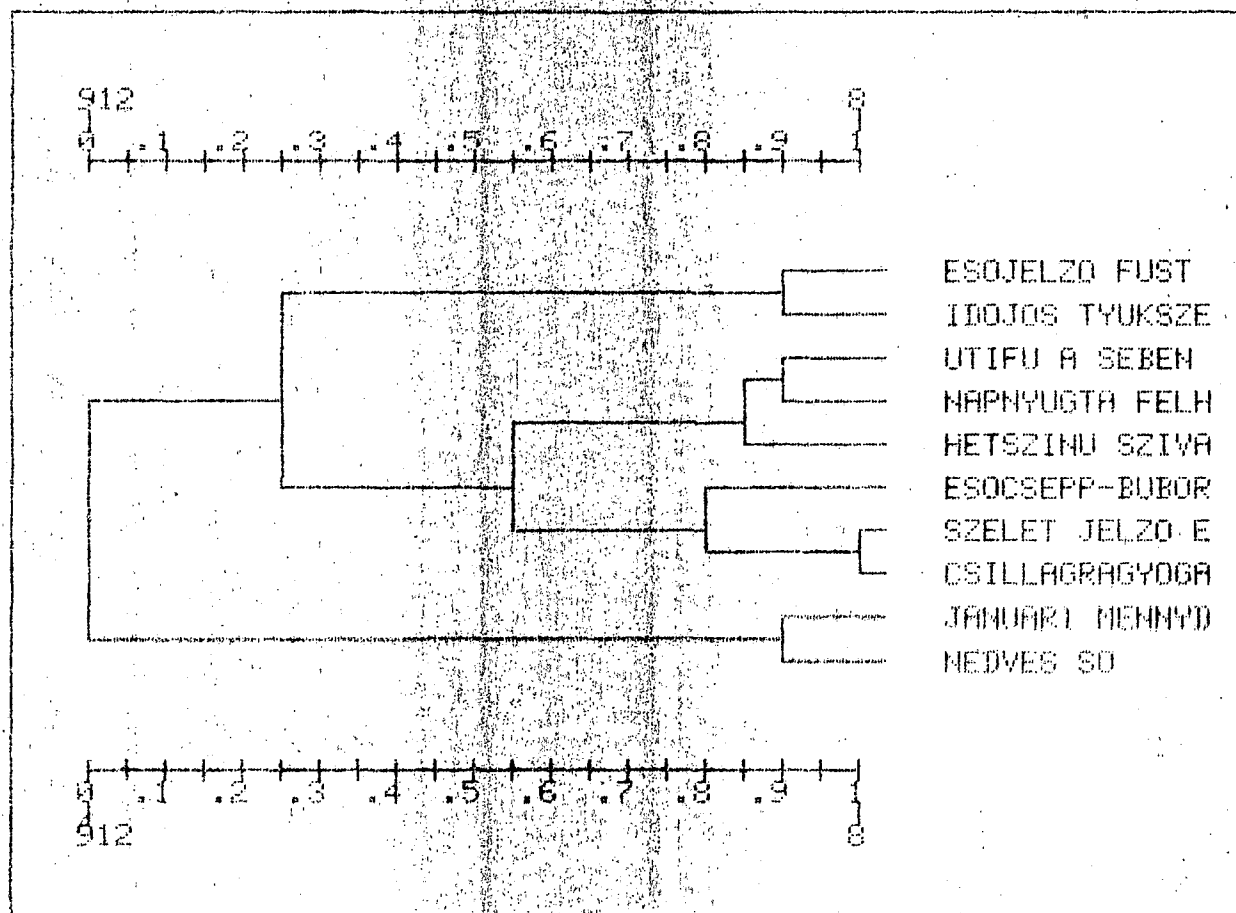 912 8
0 .1 .2 .3 .4 .5 .6 .7 .8 .9 1
ESOJELZO FUST
IDOJOS TYUKSZE
UTIFU A SEBEN
NAPNYUGTA FELH
HETSZINU SZIVA
ESOCSEPP-BUBOR
SZELET JELZO E
CSILLAGRAGYOGA
JANUARI MENNYD
NEDVES SO
0 .1 .2 .3 .4 .5 .6 .7 .8 .9 1
912 8